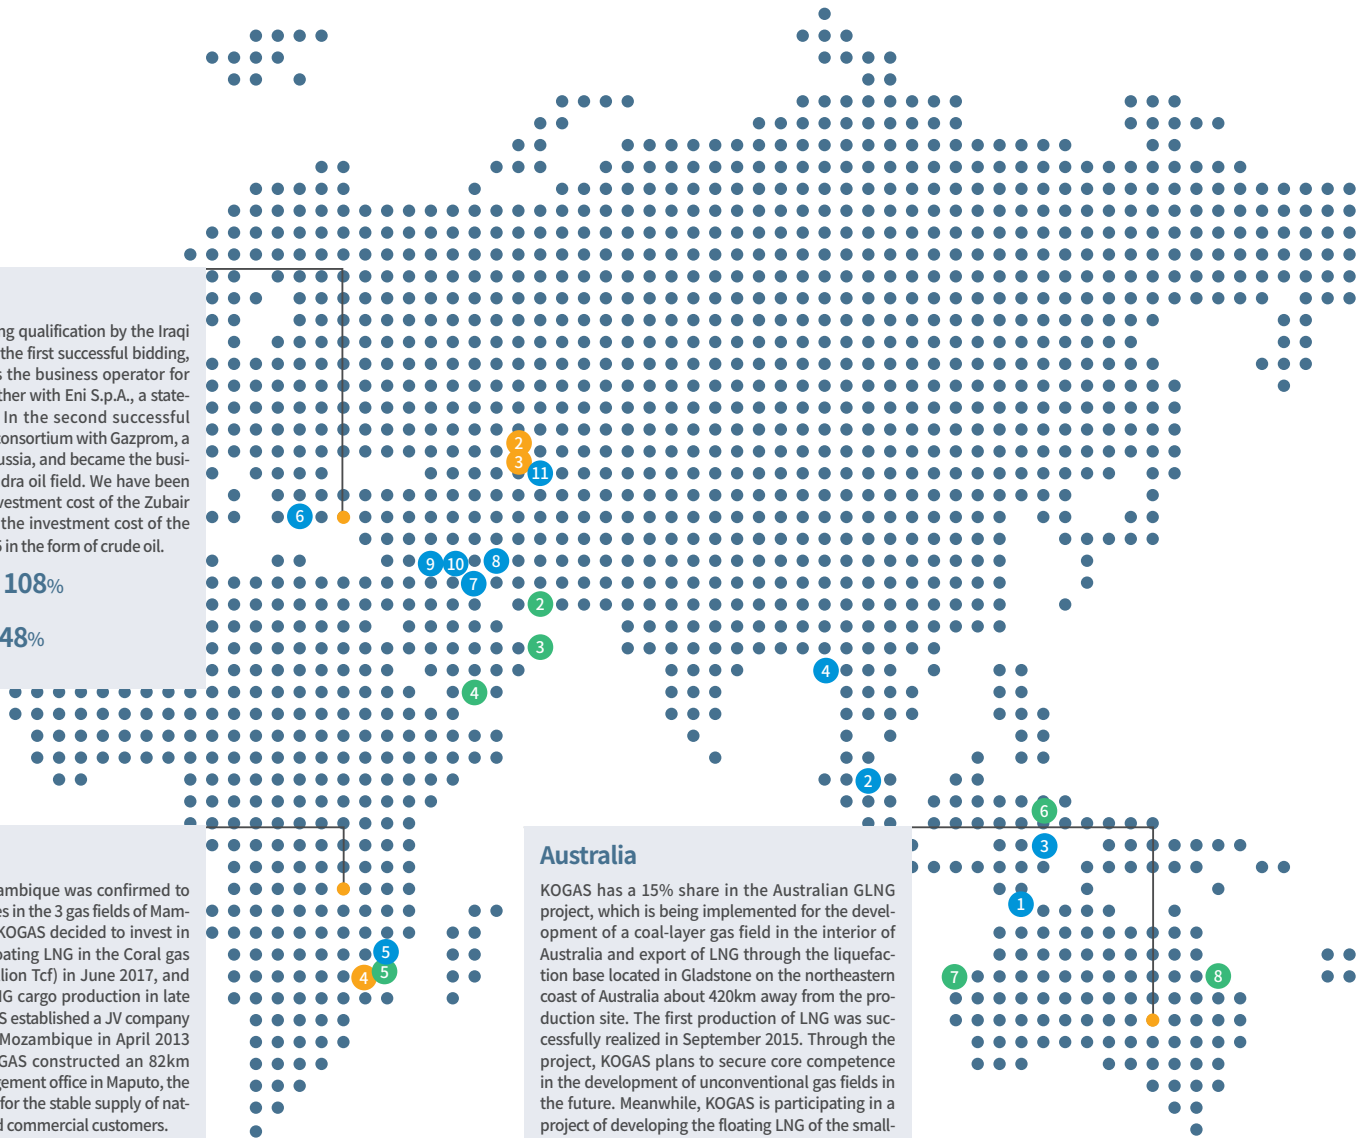 ng qualification by the Iraqi
the first successful bidding,
s the business operator for
ther with Eni S.p.A., a state-
In the second successful
consortium with Gazprom, a
ussia, and became the busi-
dra oil field. We have been
vestment cost of the Zubair
the investment cost of the
in the form of crude oil.
108%
48%
2
3
11
6
9
10
8
7
2
3
4
4
2
6
3
1
5
4
5
7
8
ambique was confirmed to
es in the 3 gas fields of Mam-
KOGAS decided to invest in
oating LNG in the Coral gas
lion Tcf) in June 2017, and
NG cargo production in late
S established a JV company
Mozambique in April 2013
GAS constructed an 82km
gement office in Maputo, the
for the stable supply of nat-
d commercial customers.
Australia
KOGAS has a 15% share in the Australian GLNG
project, which is being implemented for the devel-
opment of a coal-layer gas field in the interior of
Australia and export of LNG through the liquefac-
tion base located in Gladstone on the northeastern
coast of Australia about 420km away from the pro-
duction site. The first production of LNG was suc-
cessfully realized in September 2015. Through the
project, KOGAS plans to secure core competence
in the development of unconventional gas fields in
the future. Meanwhile, KOGAS is participating in a
project of developing the floating LNG of the small-